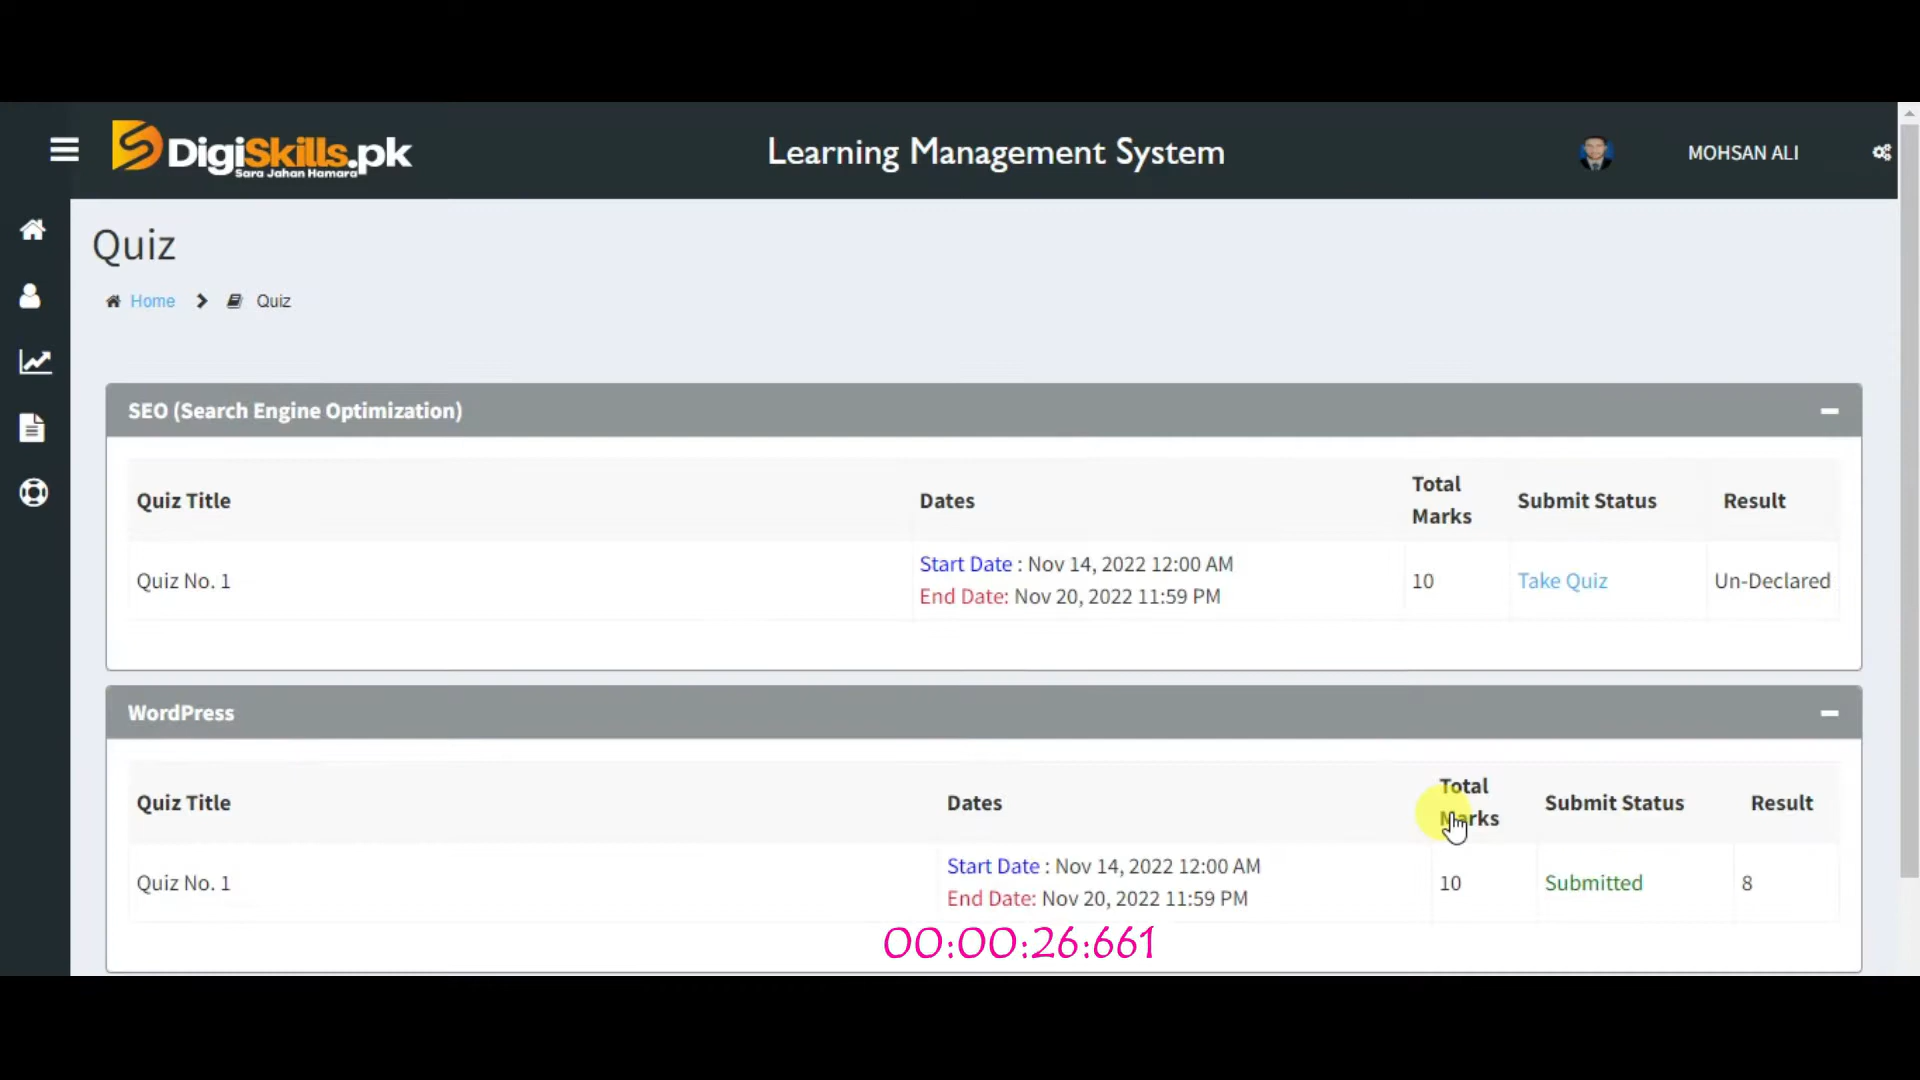 DigiSkills.pk
Sara Jahan Hamara
Learning Management System
MOHSAN ALI
Quiz
Home Quiz
SEO (Search Engine Optimization)
Quiz Title Dates Total Marks Submit Status Result
Quiz No. 1 Start Date : Nov 14, 2022 12:00 AM 10 Take Quiz Un-Declared
End Date: Nov 20, 2022 11:59 PM
WordPress
Quiz Title Dates Total Marks Submit Status Result
Quiz No. 1 Start Date : Nov 14, 2022 12:00 AM 10 Submitted 8
End Date: Nov 20, 2022 11:59 PM
00:00:26:661